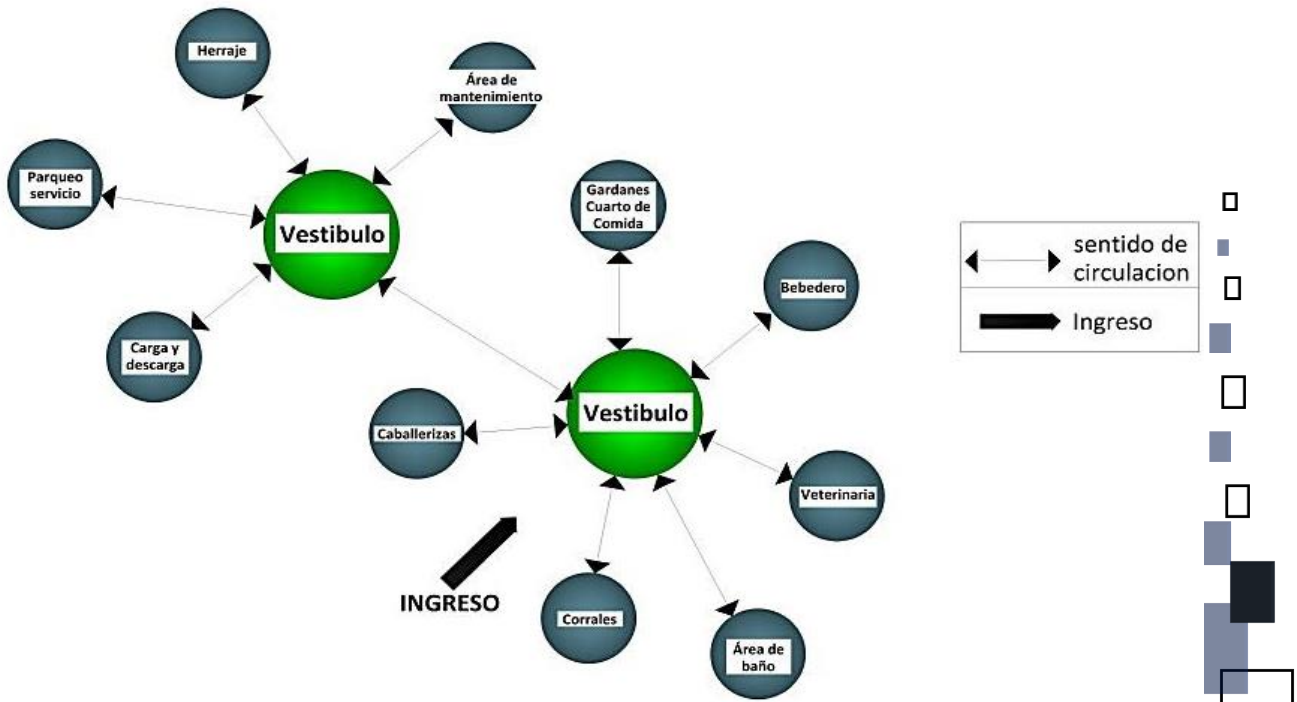 Herraje
Área de
mantenimiento
Parqueo
servicio
Vestibulo
Gardanes
Cuarto de
Comida
sentido de
circulacion
Bebedero
Ingreso
Carga y
descarga
Vestibulo
Caballerizas
Veterinaria
INGRESO
Corrales
Área de
baño